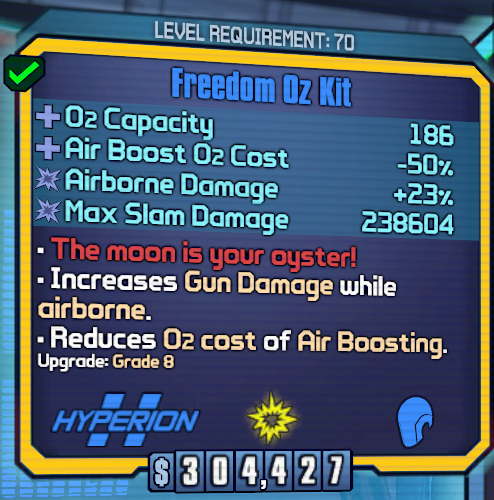 LEVEL REQUIREMENT: 70
Freedom Oz Kit
O2 Capacity 186
Air Boost O2 Cost -50%
Airborne Damage +23%
Max Slam Damage 238604
• The moon is your oyster!
• Increases Gun Damage while
airborne.
• Reduces O2 cost of Air Boosting.
Upgrade: Grade 8
HYPERION
$304,427